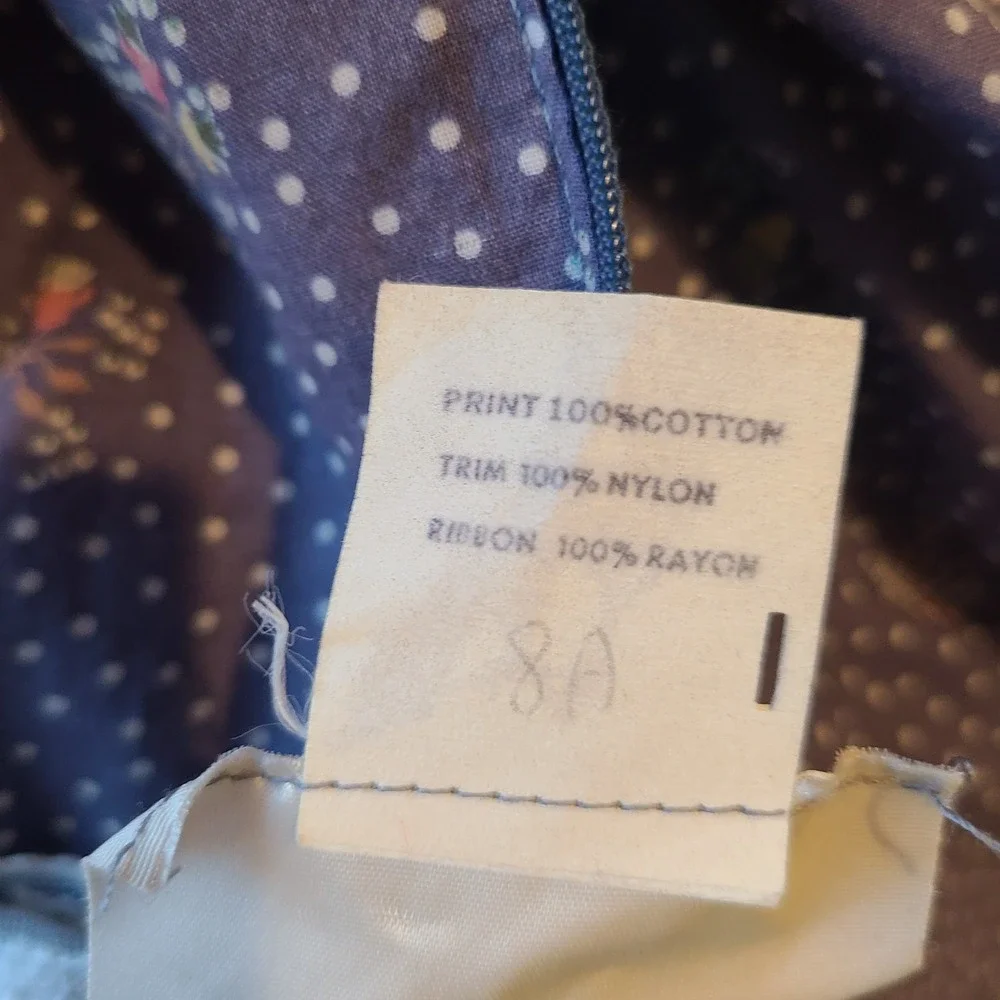 PRINT 100%COTTON
TRIM 100% NYLON
RIBBON 100% RAYON
8A